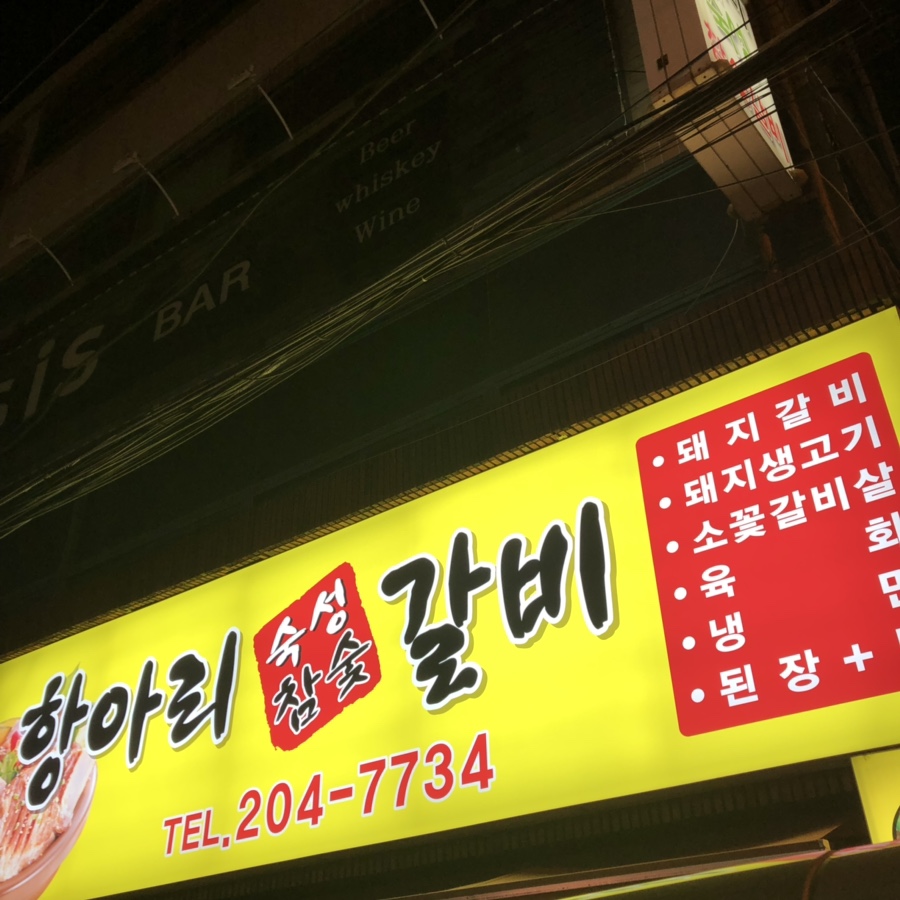 Beer
whiskey
Wine
sis BAR
항아리 숙성 참숯 갈비
TEL.204-7734
• 돼지갈비
• 돼지생고기
• 소꽃갈비살
• 육 회
• 냉 면
• 된장 +